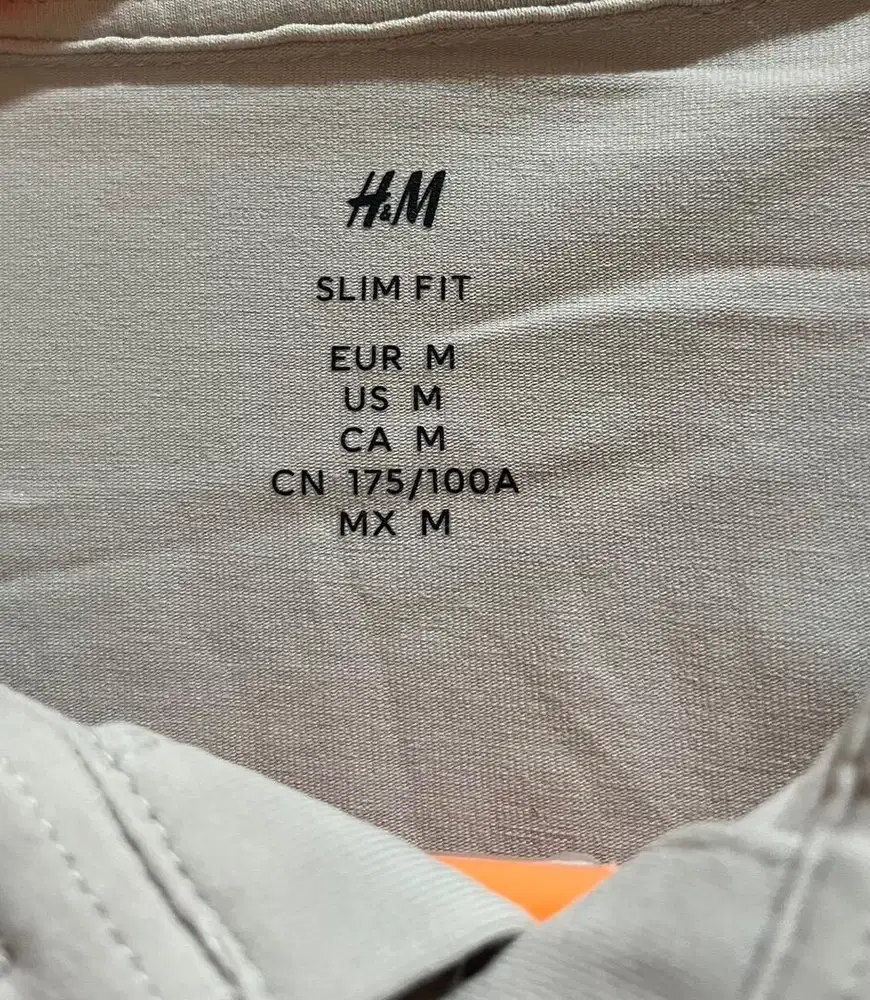 H&M
SLIM FIT
EUR M
US M
CA M
CN 175/100A
MX M